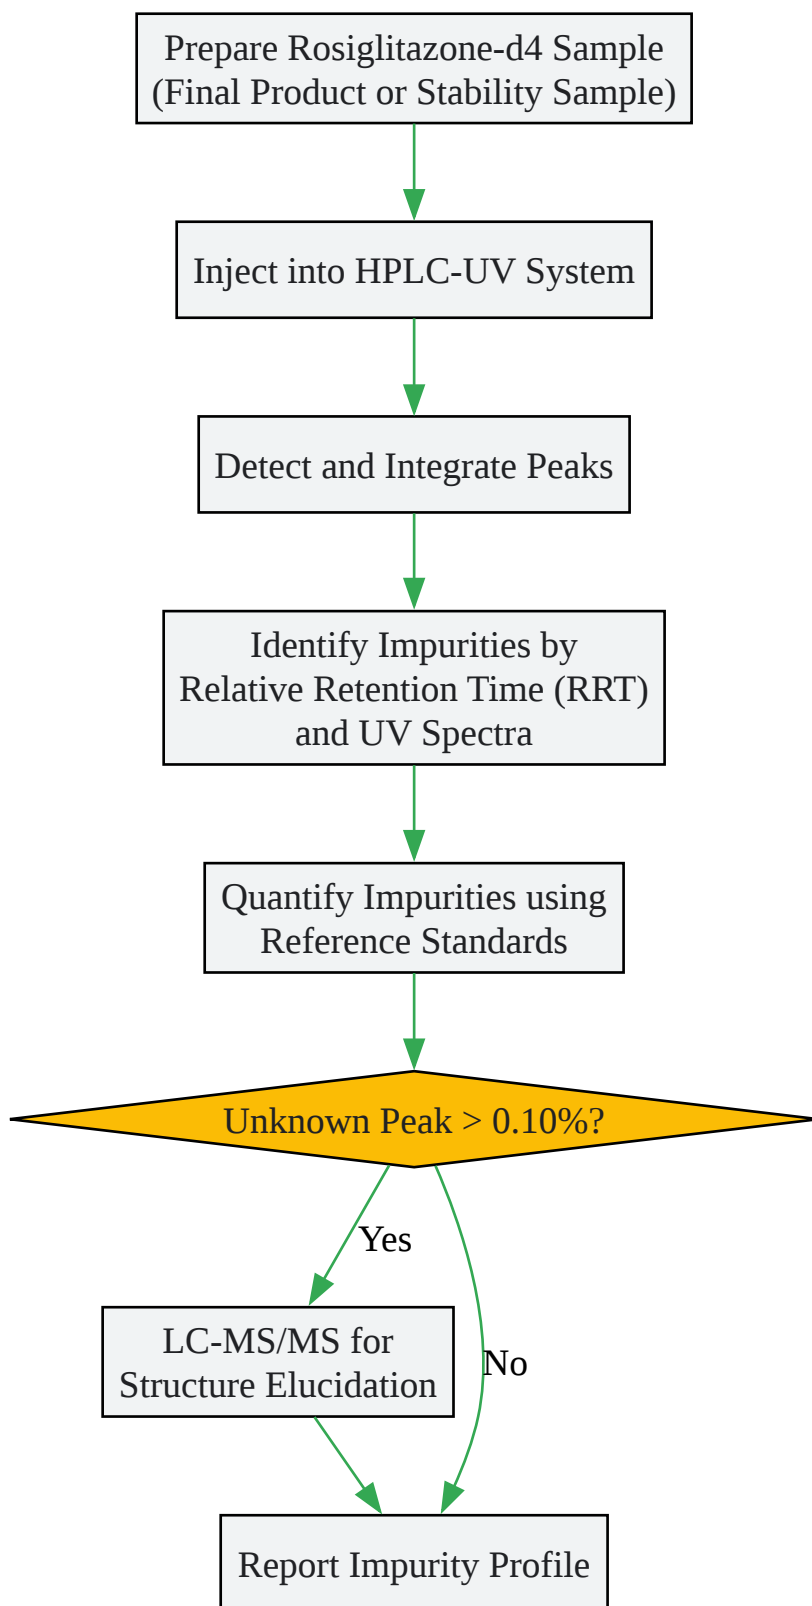 Prepare Rosiglitazone-d4 Sample
(Final Product or Stability Sample)
Inject into HPLC-UV System
Detect and Integrate Peaks
Identify Impurities by
Relative Retention Time (RRT)
and UV Spectra
Quantify Impurities using
Reference Standards
Unknown Peak > 0.10%?
Yes
LC-MS/MS for
Structure Elucidation
No
Report Impurity Profile